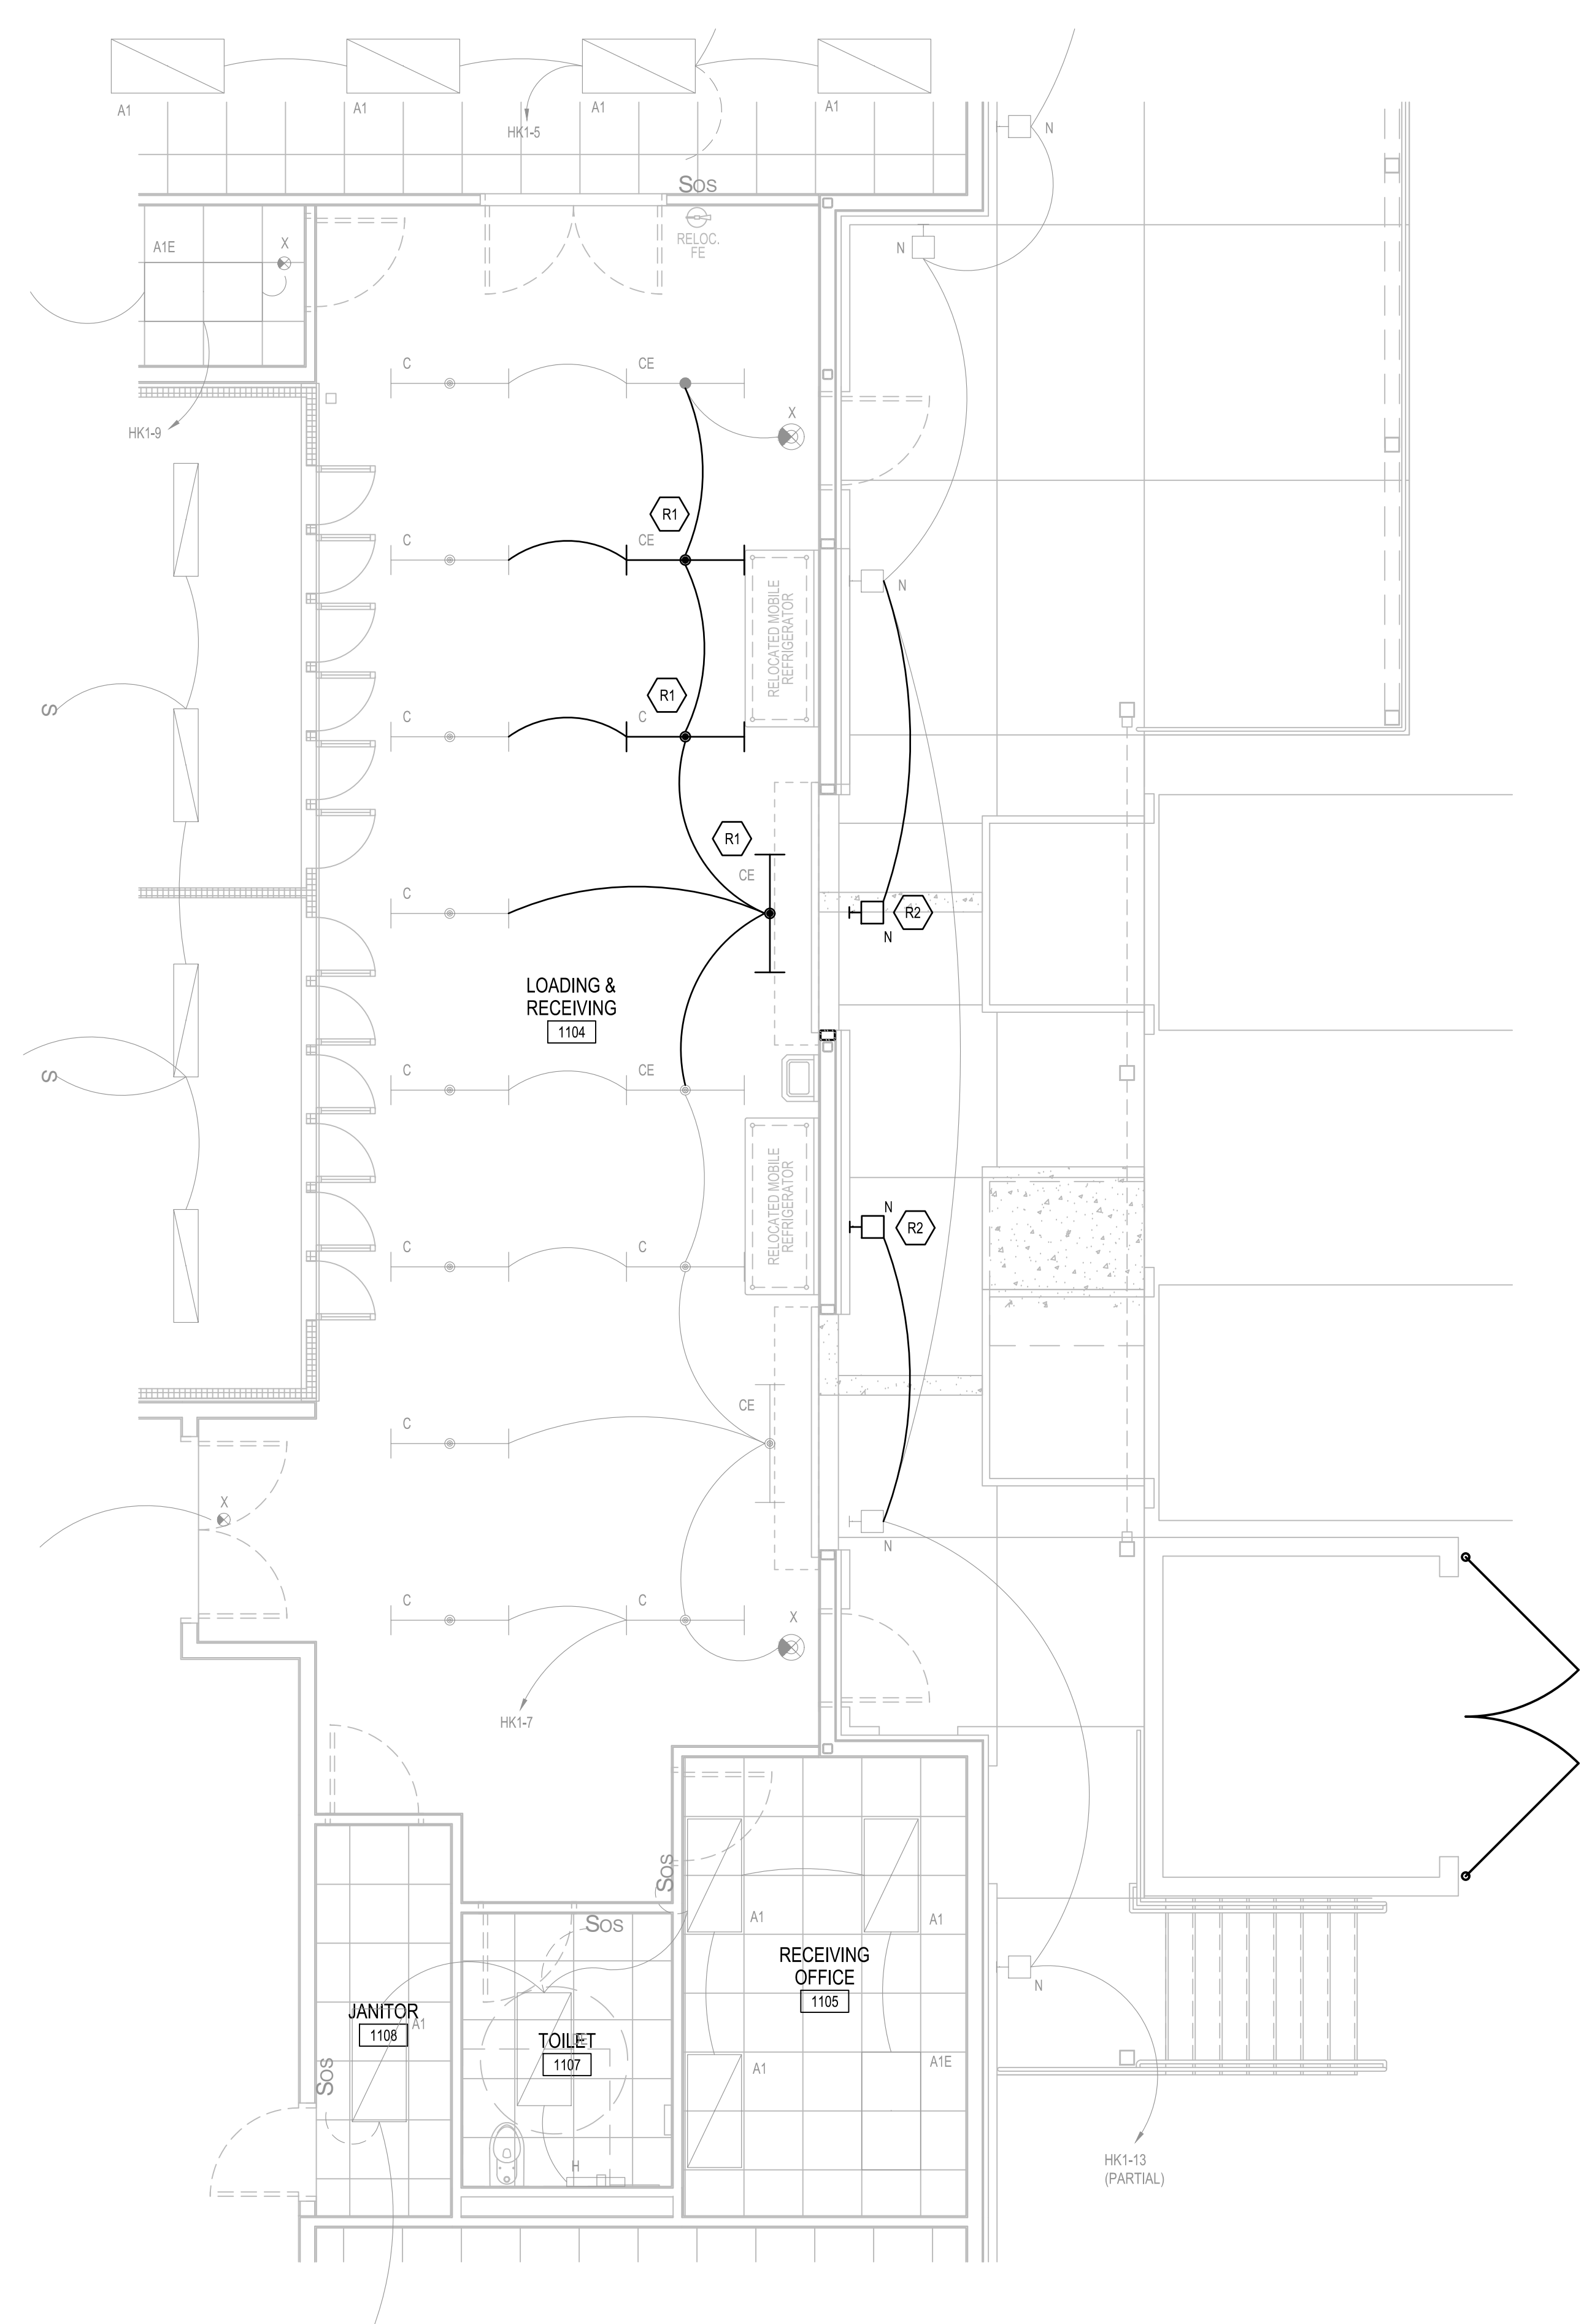 A1
A1
A1
A1
HK1-5
N
SOS
RELOC.
FE
A1E
X
N
C
CE
X
HK1-9
R1
C
CE
N
RELOCATED MOBILE
REFRIGERATOR
R1
S
C
C
R1
CE
C
R2
N
LOADING &
RECEIVING
1104
C
CE
S
RELOCATED MOBILE
REFRIGERATOR
N
R2
C
C
CE
C
X
N
C
C
X
HK1-7
SOS
A1
A1
SOS
RECEIVING
OFFICE
1105
N
JANITOR
1108
A1
TOILET
1107
A1
A1E
SOS
H
HK1-13
(PARTIAL)